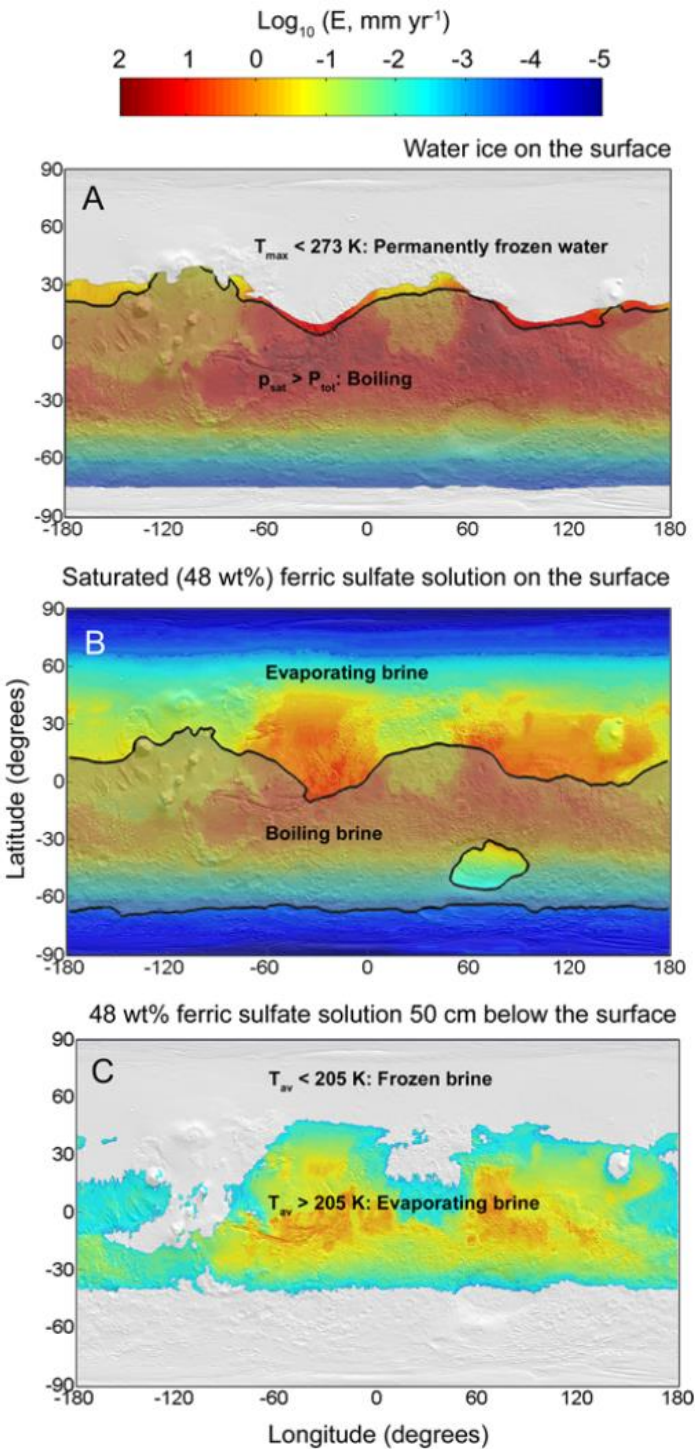 Log₁₀ (E, mm yr⁻¹)
2 1 0 -1 -2 -3 -4 -5
Water ice on the surface
A
90
60
30
0
-30
-60
-90
T_max < 273 K: Permanently frozen water
p_sat > P_tot: Boiling
-180 -120 -60 0 60 120 180
Saturated (48 wt%) ferric sulfate solution on the surface
B
90
60
30
0
-30
-60
-90
Evaporating brine
Boiling brine
-180 -120 -60 0 60 120 180
Latitude (degrees)
48 wt% ferric sulfate solution 50 cm below the surface
C
90
60
30
0
-30
-60
-90
T_av < 205 K: Frozen brine
T_av > 205 K: Evaporating brine
-180 -120 -60 0 60 120 180
Longitude (degrees)